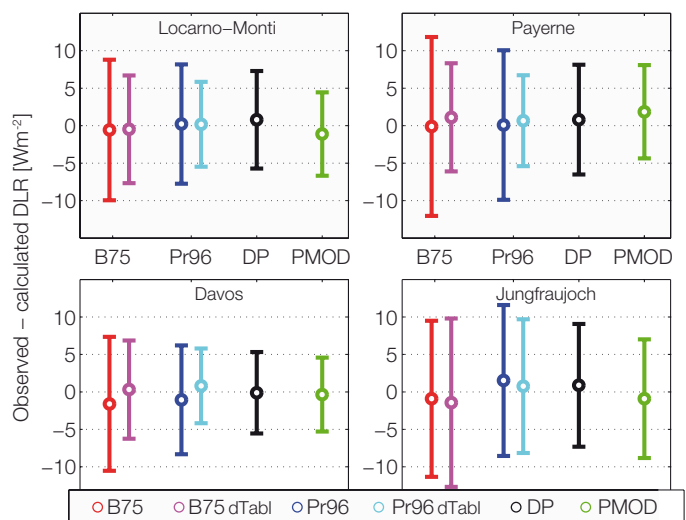 Locarno–Monti
Payerne
Observed – calculated DLR [Wm-2]
10
5
0
−5
−10
10
5
0
−5
−10
B75 Pr96 DP PMOD
B75 Pr96 DP PMOD
Davos
Jungfraujoch
10
5
0
−5
−10
10
5
0
−5
−10
B75 B75 dTabl Pr96 Pr96 dTabl DP PMOD